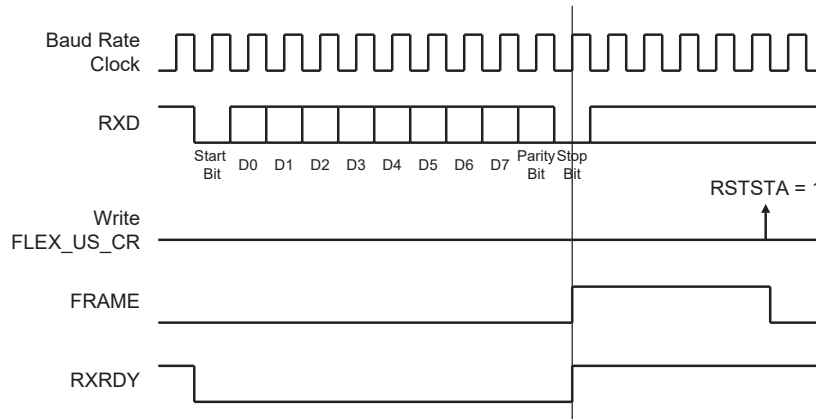 Baud Rate
Clock
RXD
Start
Bit
D0 D1 D2 D3 D4 D5 D6 D7
Parity
Bit
Stop
Bit
RSTSTA = 1
Write
FLEX_US_CR
FRAME
RXRDY